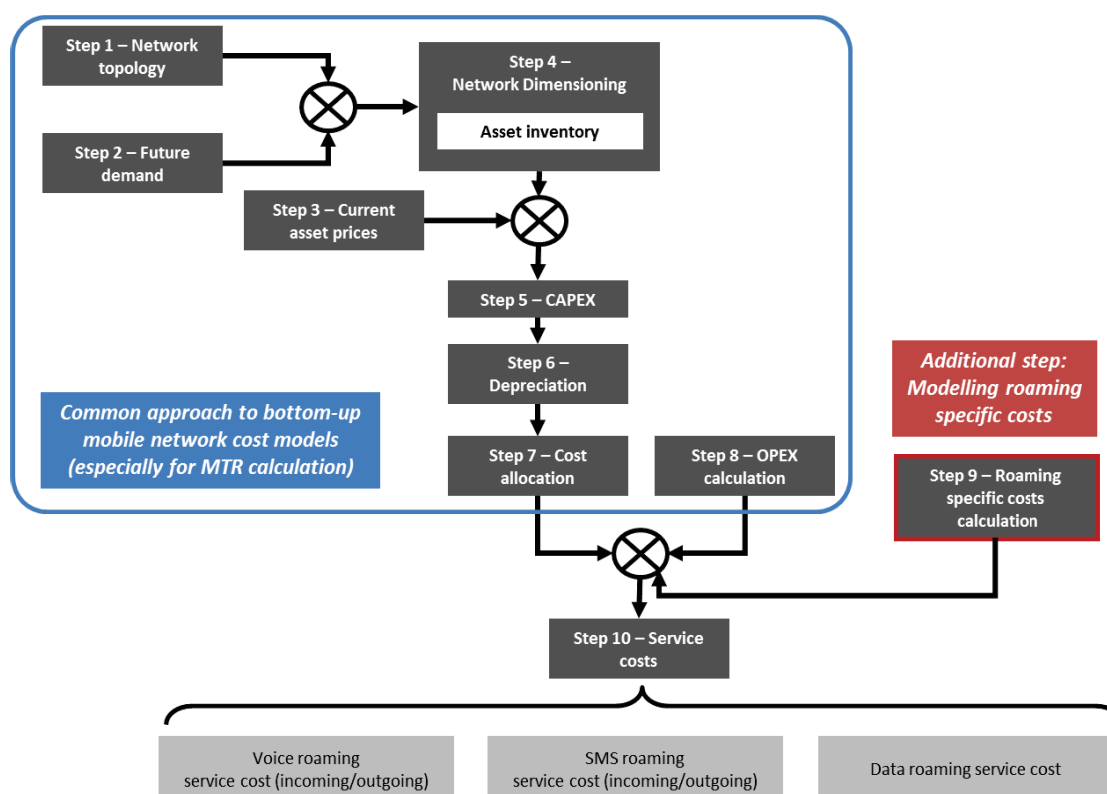 Step 1 – Network
topology
Step 2 – Future
demand
Step 4 –
Network Dimensioning
Asset inventory
Step 3 – Current
asset prices
Step 5 – CAPEX
Step 6 –
Depreciation
Common approach to bottom-up
mobile network cost models
(especially for MTR calculation)
Step 7 – Cost
allocation
Step 8 – OPEX
calculation
Additional step:
Modelling roaming
specific costs
Step 9 – Roaming
specific costs
calculation
Step 10 – Service
costs
Voice roaming
service cost (incoming/outgoing)
SMS roaming
service cost (incoming/outgoing)
Data roaming service cost